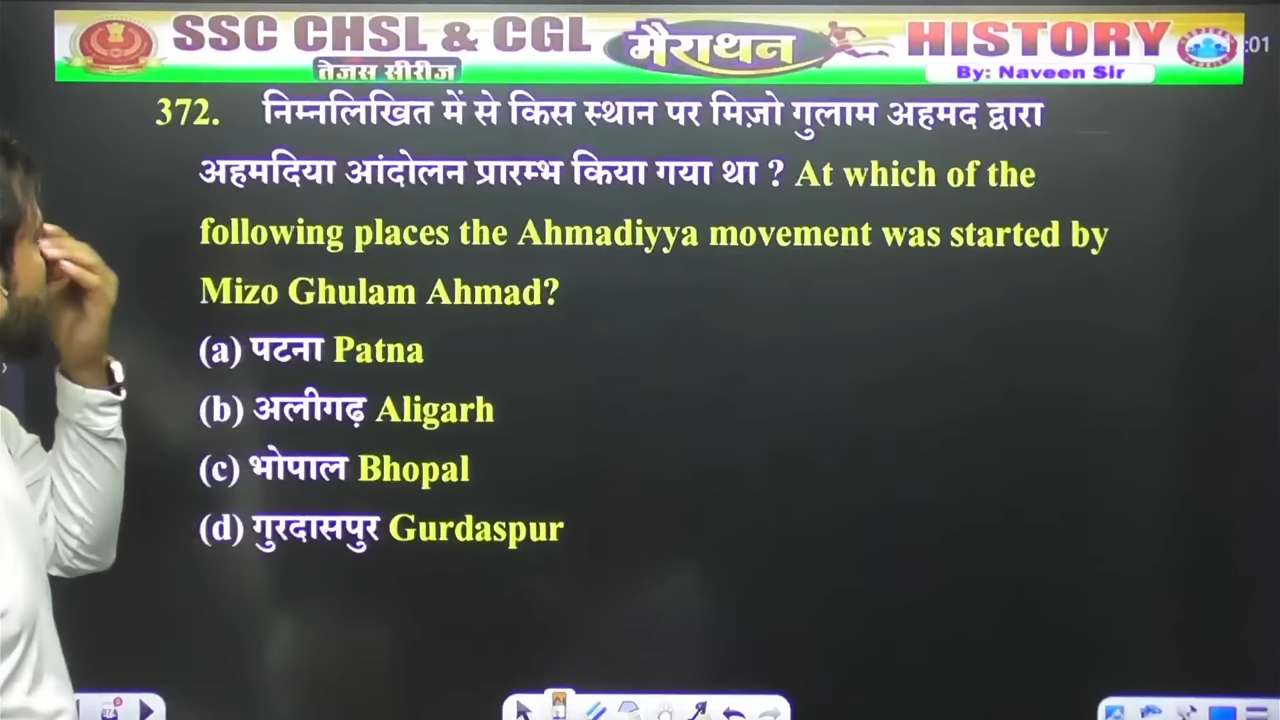 SSC CHSL & CGL मैराथन HISTORY :01
तेजस सीरीज By: Naveen Sir
372. निम्नलिखित में से किस स्थान पर मिज़ो गुलाम अहमद द्वारा
अहमदिया आंदोलन प्रारम्भ किया गया था ? At which of the
following places the Ahmadiyya movement was started by
Mizo Ghulam Ahmad?
(a) पटना Patna
(b) अलीगढ़ Aligarh
(c) भोपाल Bhopal
(d) गुरदासपुर Gurdaspur